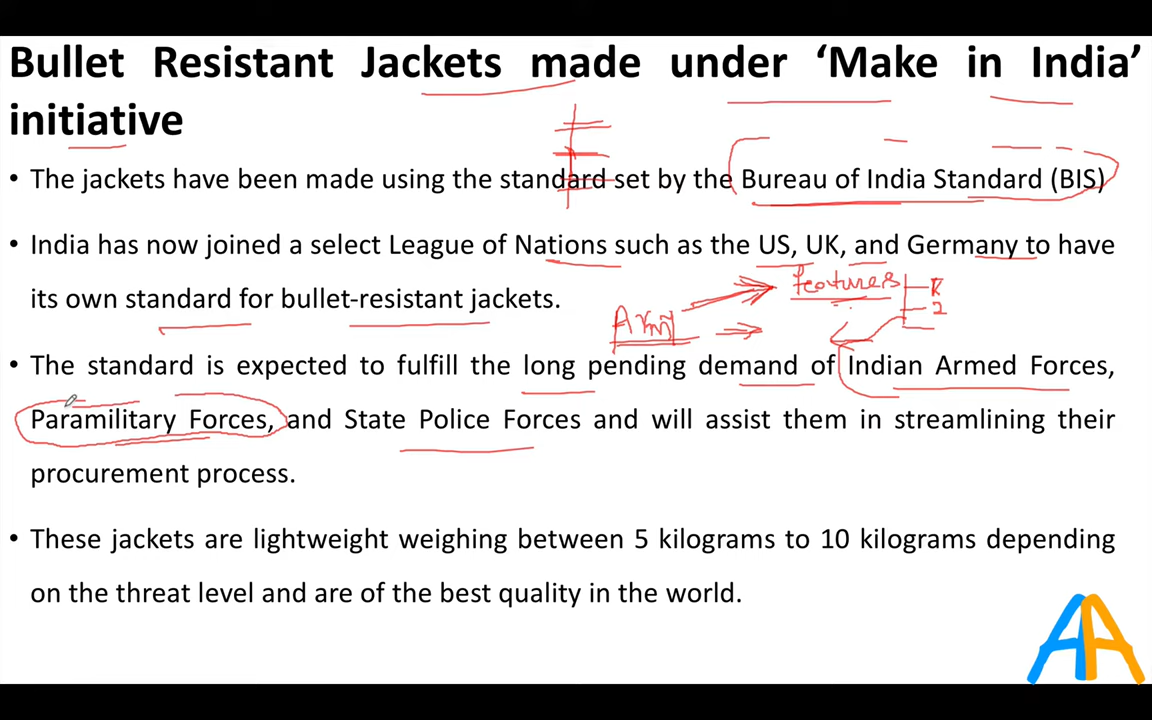 Bullet Resistant Jackets made under ‘Make in India’
initiative
• The jackets have been made using the standard set by the Bureau of India Standard (BIS)
• India has now joined a select League of Nations such as the US, UK, and Germany to have
its own standard for bullet-resistant jackets.
features
Army
• The standard is expected to fulfill the long pending demand of Indian Armed Forces,
Paramilitary Forces, and State Police Forces and will assist them in streamlining their
procurement process.
• These jackets are lightweight weighing between 5 kilograms to 10 kilograms depending
on the threat level and are of the best quality in the world.
AA